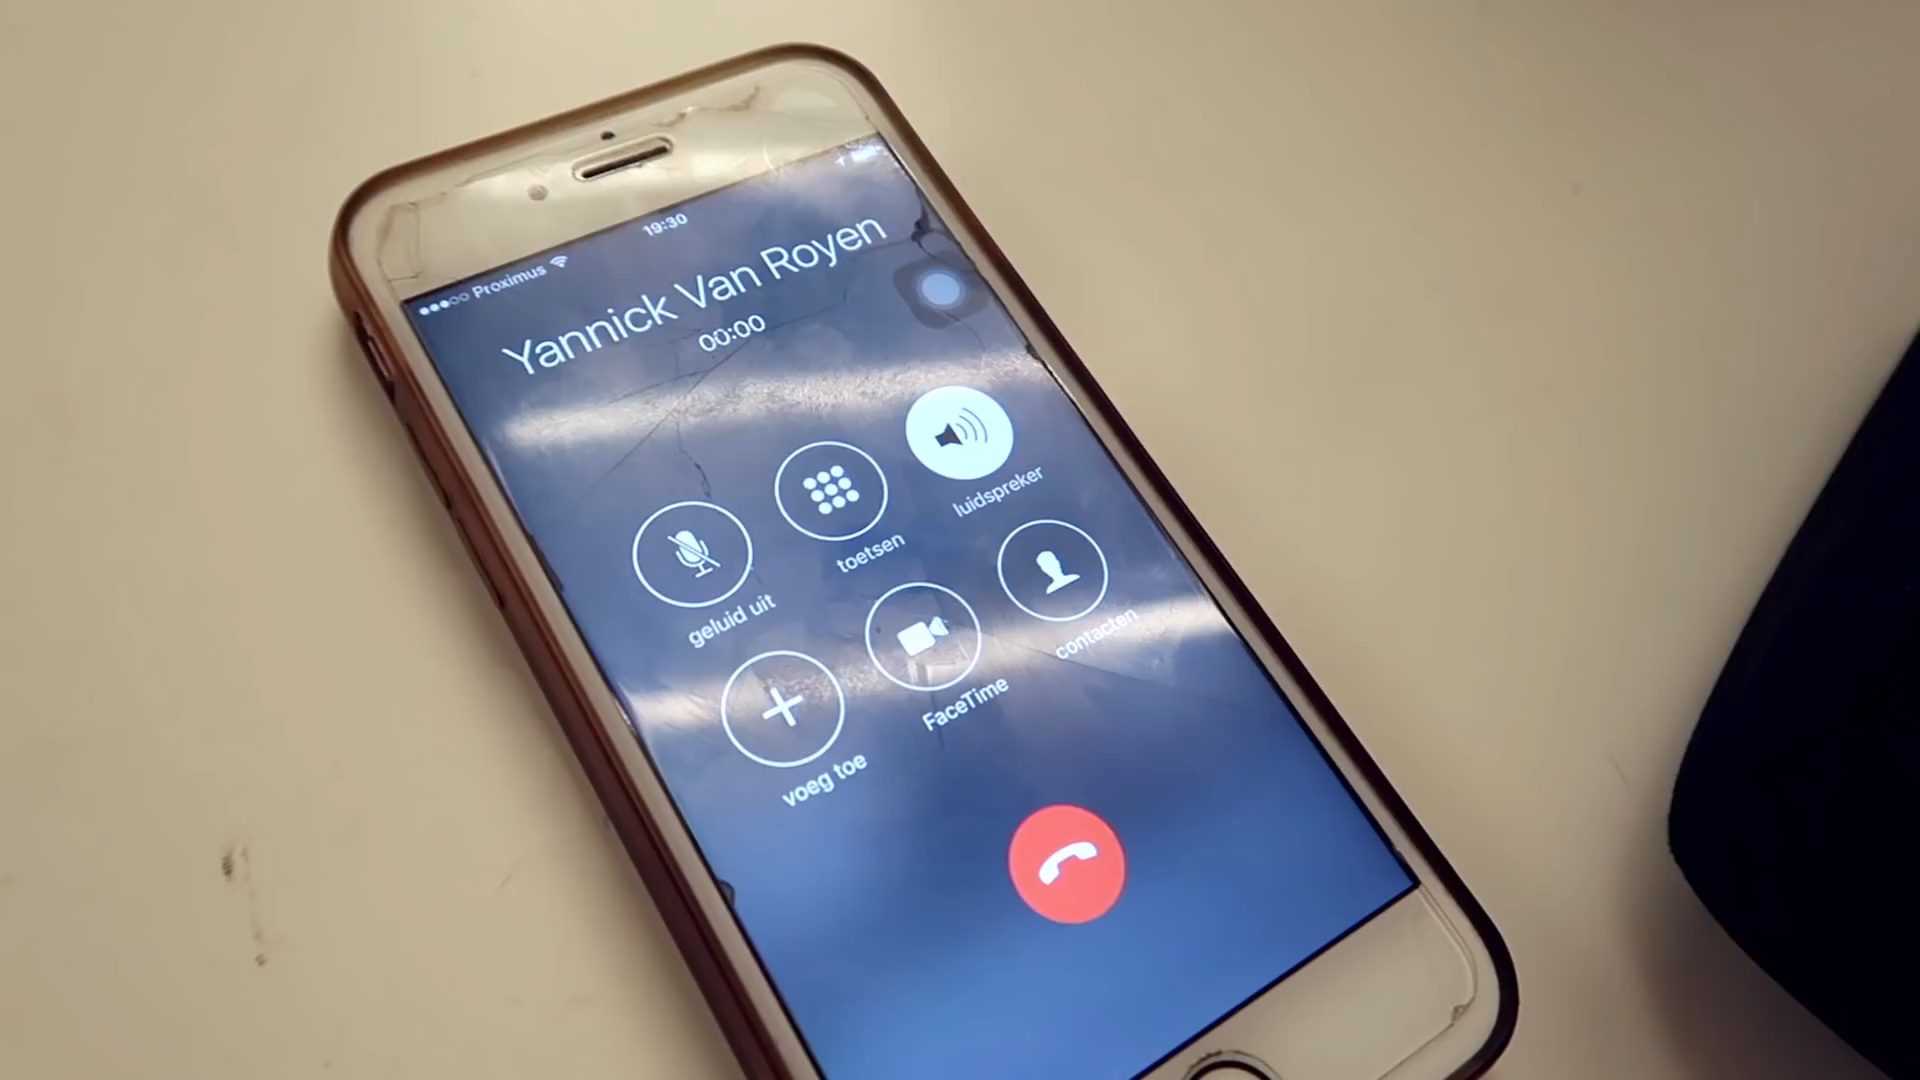 Proximus 19:30
Yannick Van Royen
00:00
geluid uit toetsen luidspreker
voeg toe FaceTime contacten